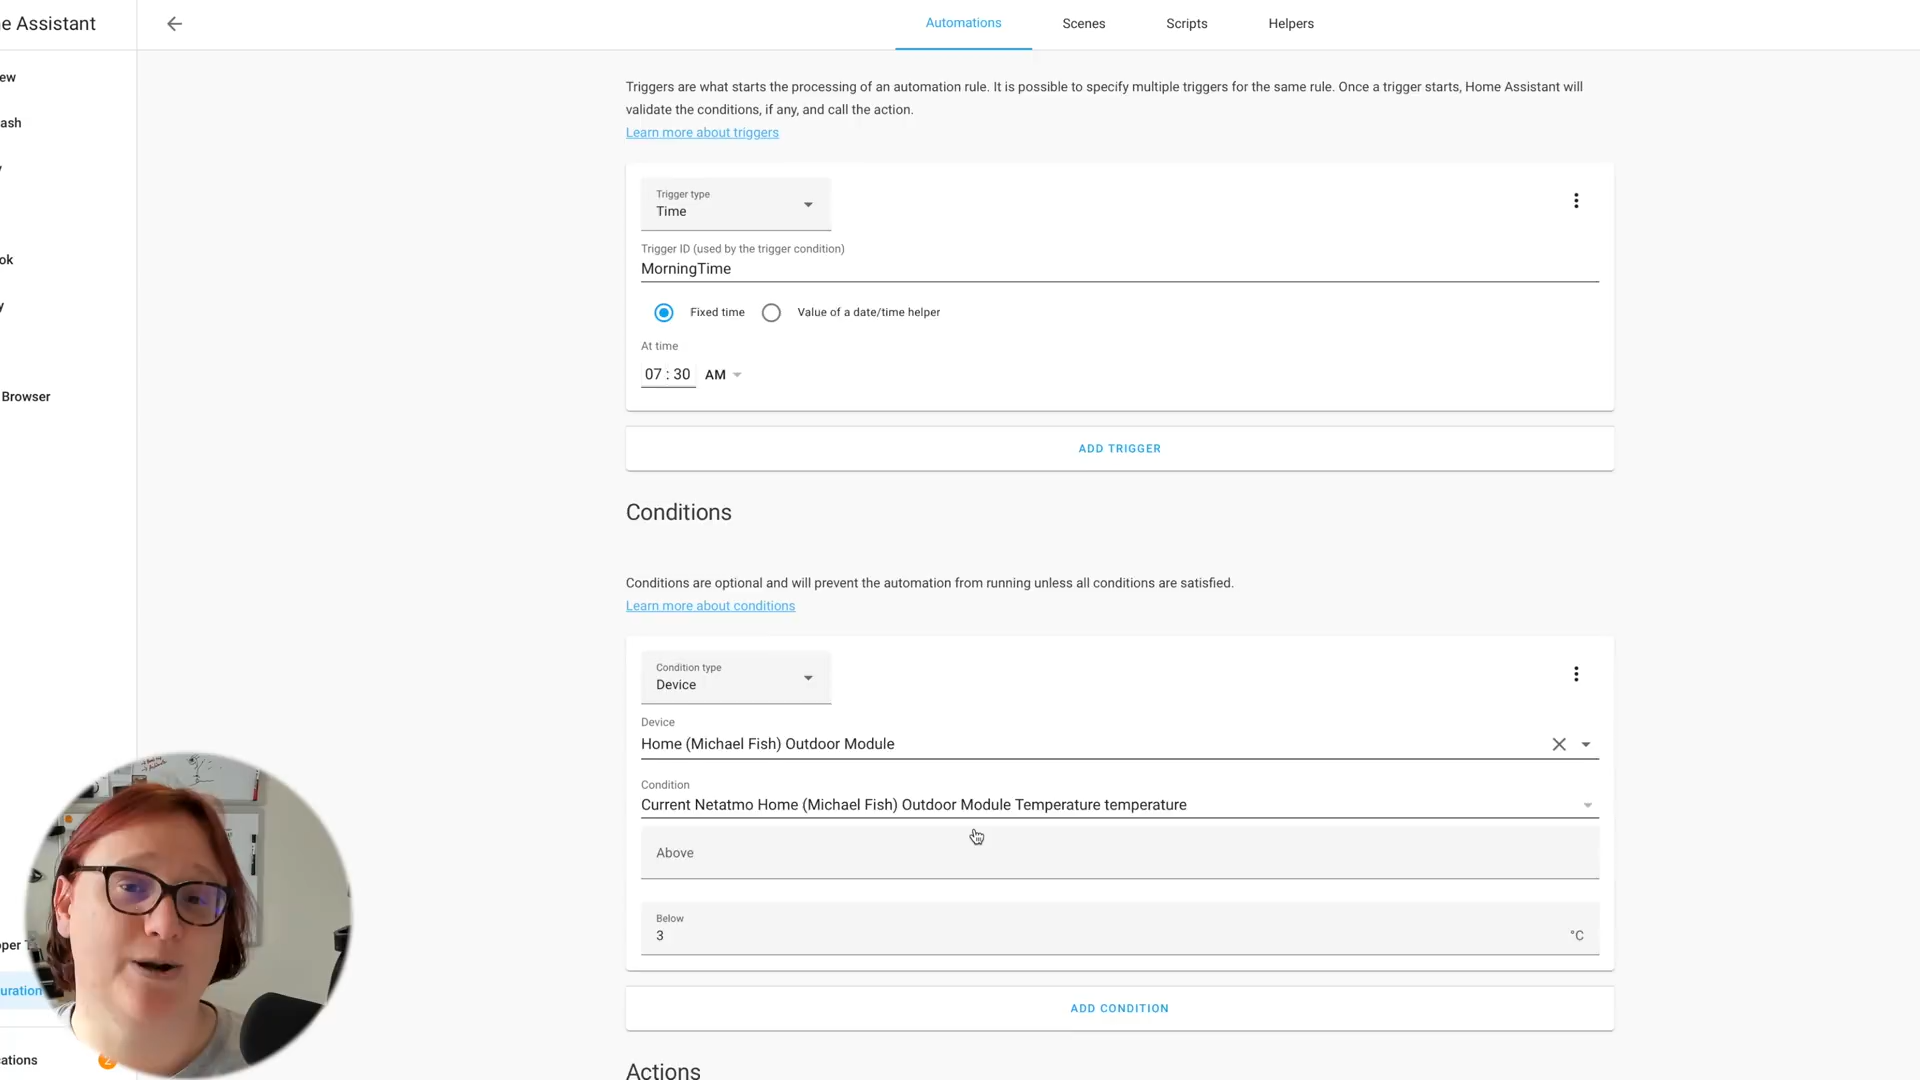 e Assistant
Automations
Scenes
Scripts
Helpers
ew
ash
y
ok
y
Browser
per T
uration
ations
2
Triggers are what starts the processing of an automation rule. It is possible to specify multiple triggers for the same rule. Once a trigger starts, Home Assistant will
validate the conditions, if any, and call the action.
Learn more about triggers
Trigger type
Time
Trigger ID (used by the trigger condition)
MorningTime
Fixed time
Value of a date/time helper
At time
07 : 30 AM
ADD TRIGGER
Conditions
Conditions are optional and will prevent the automation from running unless all conditions are satisfied.
Learn more about conditions
Condition type
Device
Device
Home (Michael Fish) Outdoor Module
Condition
Current Netatmo Home (Michael Fish) Outdoor Module Temperature temperature
Above
Below
3 °C
ADD CONDITION
Actions